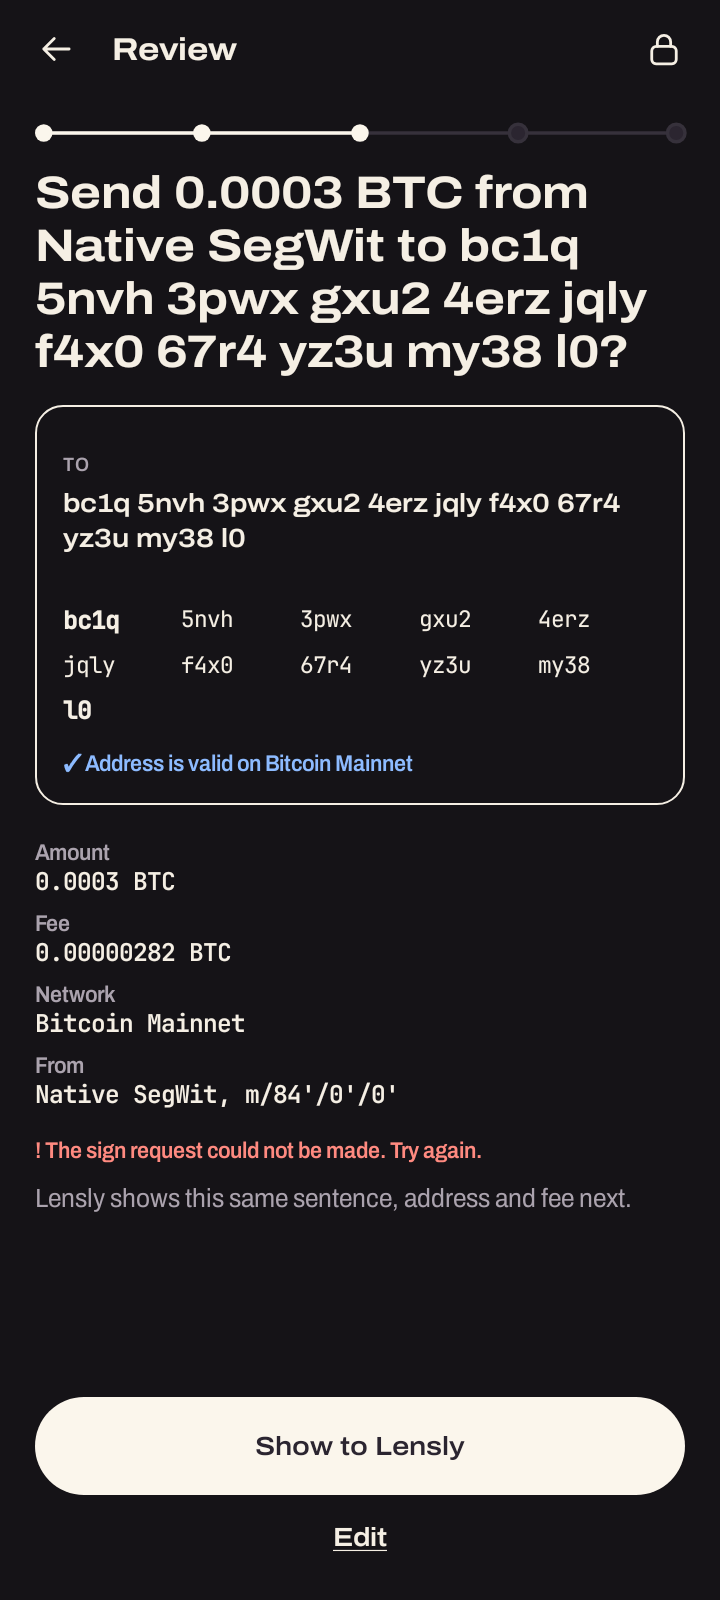 Review
Send 0.0003 BTC from
Native SegWit to bc1q
5nvh 3pwx gxu2 4erz jqly
f4x0 67r4 yz3u my38 l0?
TO
bc1q 5nvh 3pwx gxu2 4erz jqly f4x0 67r4
yz3u my38 l0
bc1q 5nvh 3pwx gxu2 4erz
jqly f4x0 67r4 yz3u my38
l0
✓ Address is valid on Bitcoin Mainnet
Amount
0.0003 BTC
Fee
0.00000282 BTC
Network
Bitcoin Mainnet
From
Native SegWit, m/84'/0'/0'
! The sign request could not be made. Try again.
Lensly shows this same sentence, address and fee next.
Show to Lensly
Edit